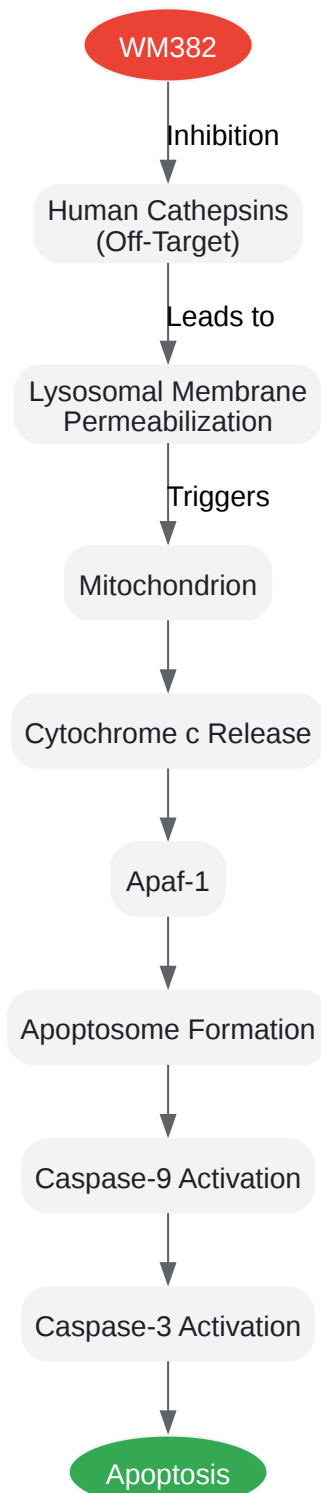 WM382
Inhibition
Human Cathepsins
(Off-Target)
Leads to
Lysosomal Membrane
Permeabilization
Triggers
Mitochondrion
Cytochrome c Release
Apaf-1
Apoptosome Formation
Caspase-9 Activation
Caspase-3 Activation
Apoptosis